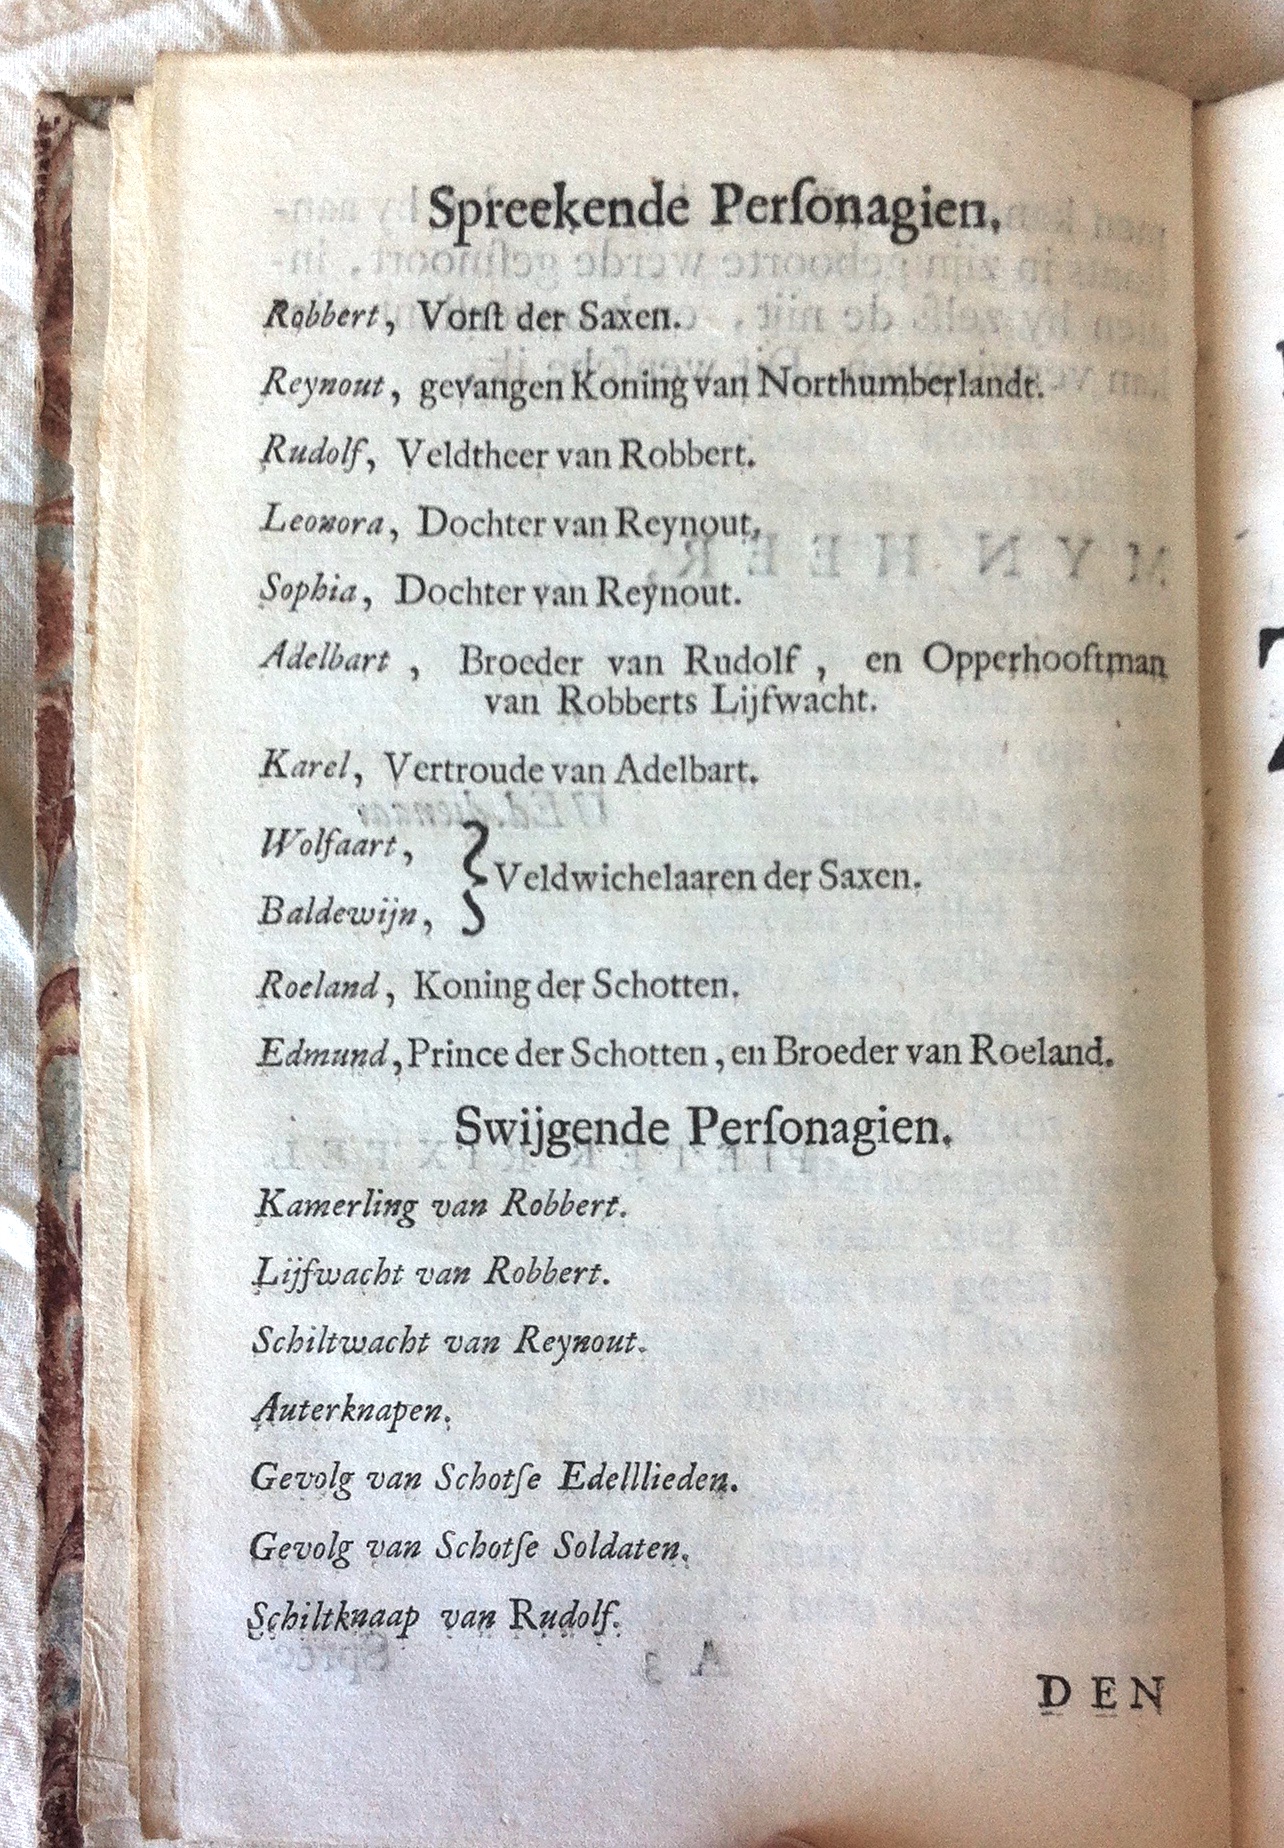 Spreekende Perſonagien.
Robbert, Vorſt der Saxen.
Reynout, gevangen Koning van Northumberlandt.
Rudolf, Veldtheer van Robbert.
Leonora, Dochter van Reynout.
Sophia, Dochter van Reynout.
Adelbart , Broeder van Rudolf , en Opperhooftman
van Robberts Lijfwacht.
Karel, Vertroude van Adelbart.
Wolfaart,
Veldwichelaaren der Saxen.
Baldewijn,
Roeland, Koning der Schotten.
Edmund, Prince der Schotten, en Broeder van Roeland.
Swijgende Perſonagien.
Kamerling van Robbert.
Lijfwacht van Robbert.
Schiltwacht van Reynout.
Auterknapen.
Gevolg van Schotſe Edelllieden.
Gevolg van Schotſe Soldaten.
Schiltknaap van Rudolf.
DEN